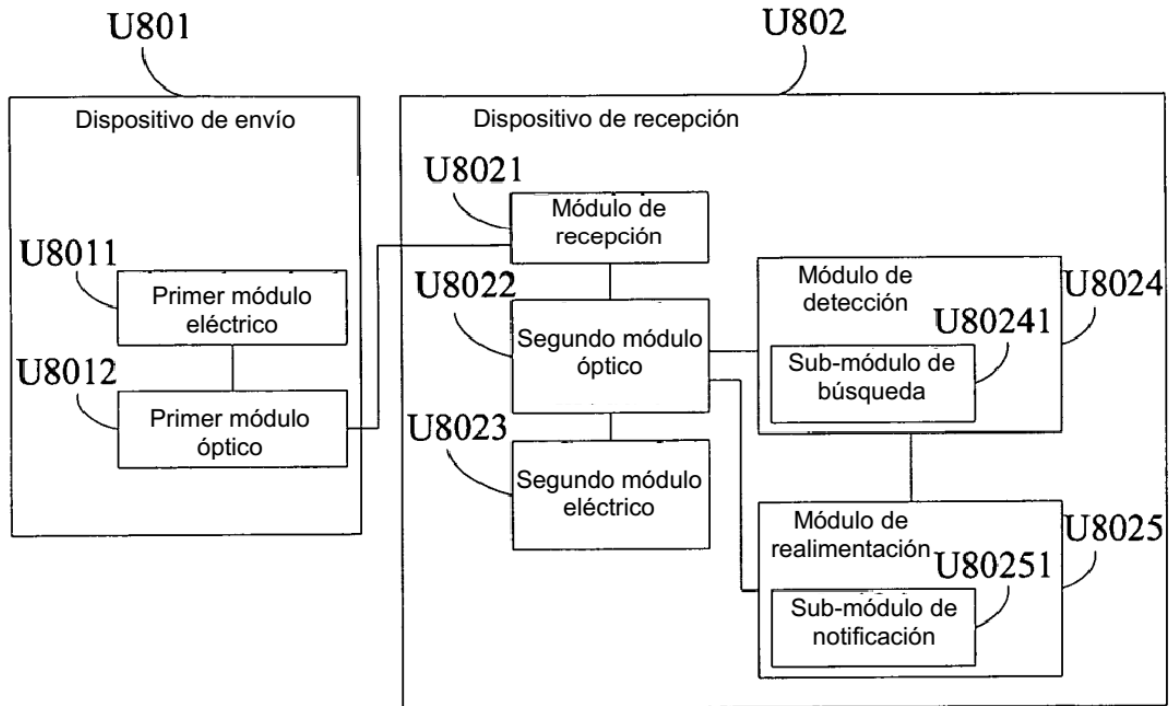 U801
U802
Dispositivo de envío
Dispositivo de recepción
U8021
Módulo de
recepción
U8011
Primer módulo
eléctrico
U8022
Segundo módulo
óptico
Módulo de
detección
U8024
U80241
Sub-módulo de
búsqueda
U8012
Primer módulo
óptico
U8023
Segundo módulo
eléctrico
Módulo de
realimentación
U8025
U80251
Sub-módulo de
notificación